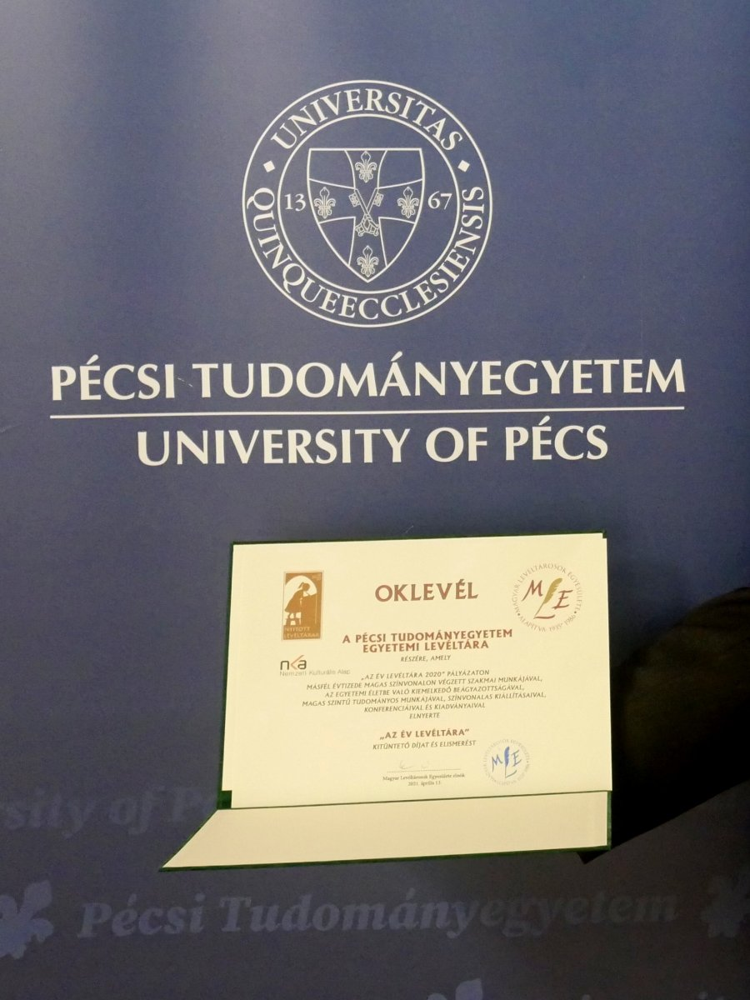 UNIVERSITAS
QUINQUEECCLESIENSIS
13 67
PÉCSI TUDOMÁNYEGYETEM
UNIVERSITY OF PÉCS
OKLEVÉL
NYITOTT
LEVÉLTÁRAK
MAGYAR LEVÉLTÁROSOK EGYESÜLETE
MLE
ALAPÍTVA 1935 1986
A PÉCSI TUDOMÁNYEGYETEM
EGYETEMI LEVÉLTÁRA
RÉSZÉRE, AMELY
nka
Nemzeti Kulturális Alap
„AZ ÉV LEVÉLTÁRA 2020” PÁLYÁZATON
MÁSFÉL ÉVTIZEDE MAGAS SZÍNVONALON VÉGZETT SZAKMAI MUNKÁJÁVAL,
AZ EGYETEMI ÉLETBE VALÓ KIEMELKEDŐ BEÁGYAZOTTSÁGÁVAL,
MAGAS SZINTŰ TUDOMÁNYOS MUNKÁJÁVAL, SZÍNVONALAS KIÁLLÍTÁSAIVAL,
KONFERENCIÁIVAL ÉS KIADVÁNYAIVAL
ELNYERTE
„AZ ÉV LEVÉLTÁRA”
KITÜNTETŐ DÍJAT ÉS ELISMERÉST
MLE
Magyar Levéltárosok Egyesülete elnök
2021. április 13.
rsity of P
Pécsi Tudományegyetem